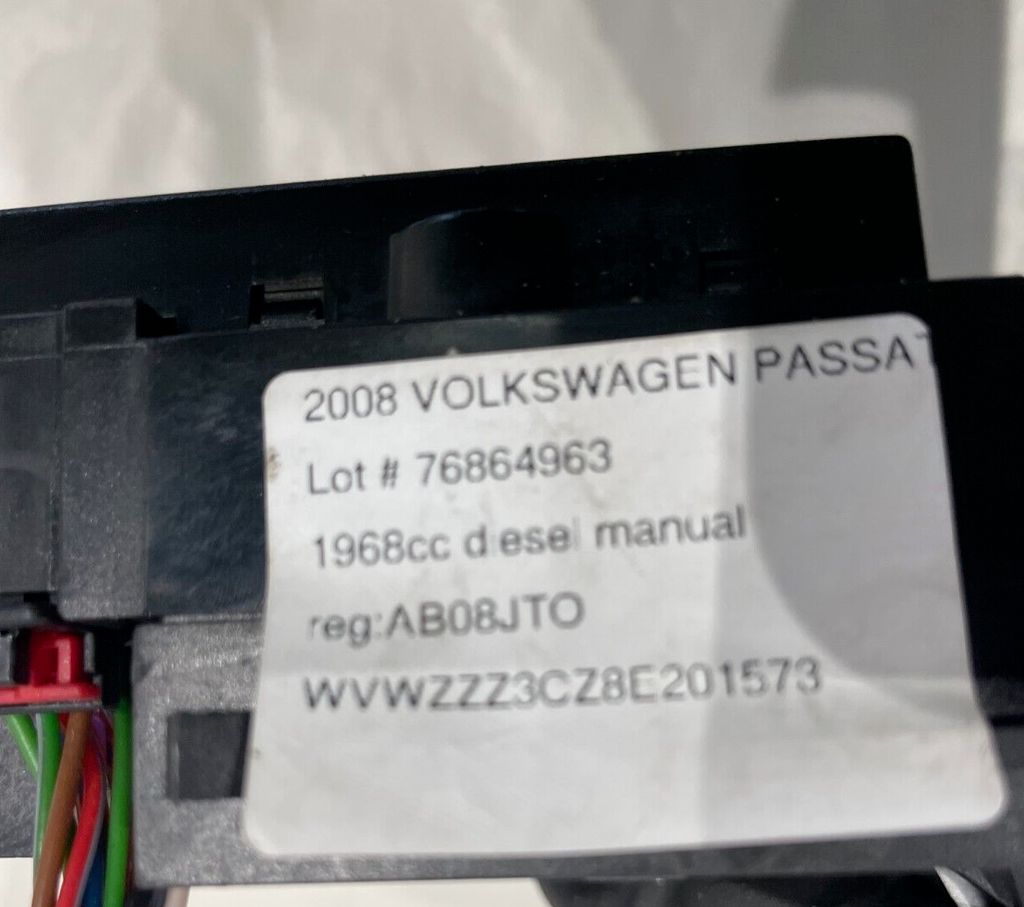 2008 VOLKSWAGEN PASSAT
Lot # 76864963
1968cc diesel manual
reg:AB08JTO
WVWZZZ3CZ8E201573